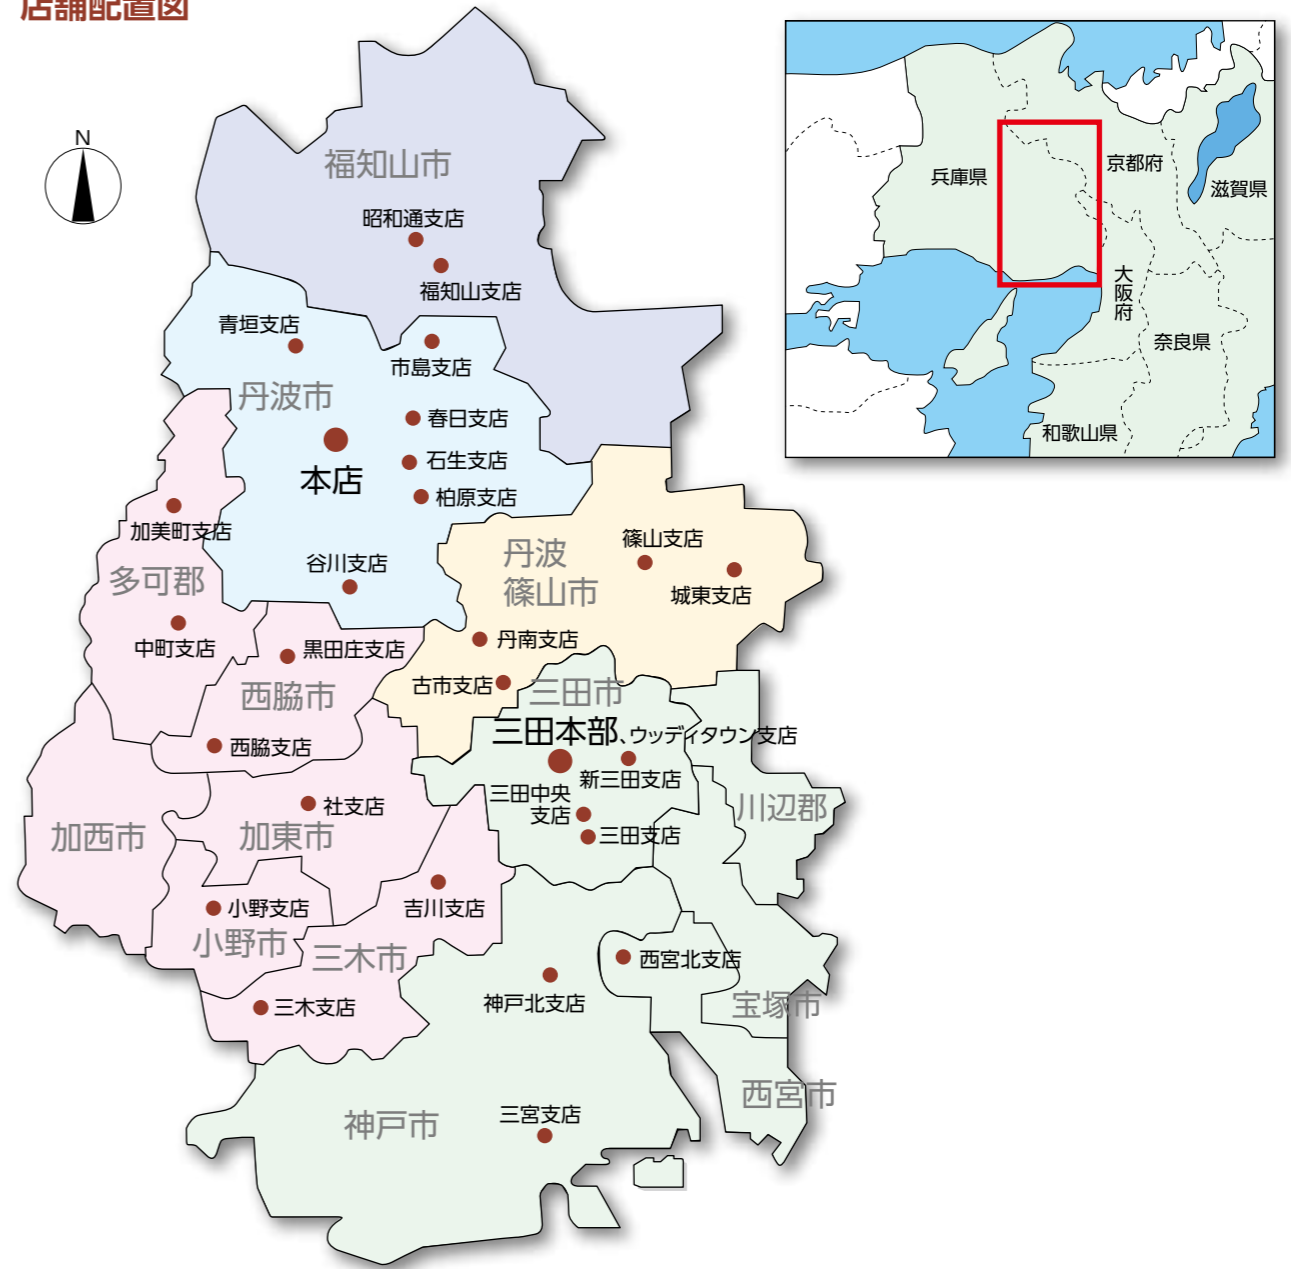 店舗配置図
N
福知山市
昭和通支店
福知山支店
青垣支店
市島支店
丹波市
春日支店
本店
石生支店
柏原支店
加美町支店
谷川支店
多可郡
中町支店
丹波
篠山市
篠山支店
城東支店
丹南支店
古市支店
黒田庄支店
西脇市
西脇支店
三田市
三田本部、ウッディタウン支店
新三田支店
三田中央
支店
三田支店
川辺郡
加西市
社支店
加東市
小野支店
小野市
吉川支店
三木市
三木支店
西宮北支店
神戸北支店
宝塚市
西宮市
神戸市
三宮支店
兵庫県
京都府
滋賀県
大阪府
奈良県
和歌山県